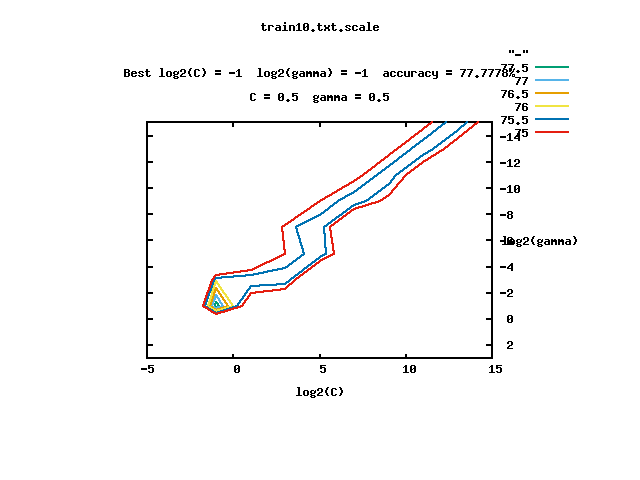 train10.txt.scale
"-"
Best log2(C) = -1  log2(gamma) = -1  accuracy = 77.7778%
77.5
77
76.5
C = 0.5  gamma = 0.5
76
75.5
75
-14
-12
-10
-8
-6
log2(gamma)
-4
-2
0
2
-5 0 5 10 15
log2(C)